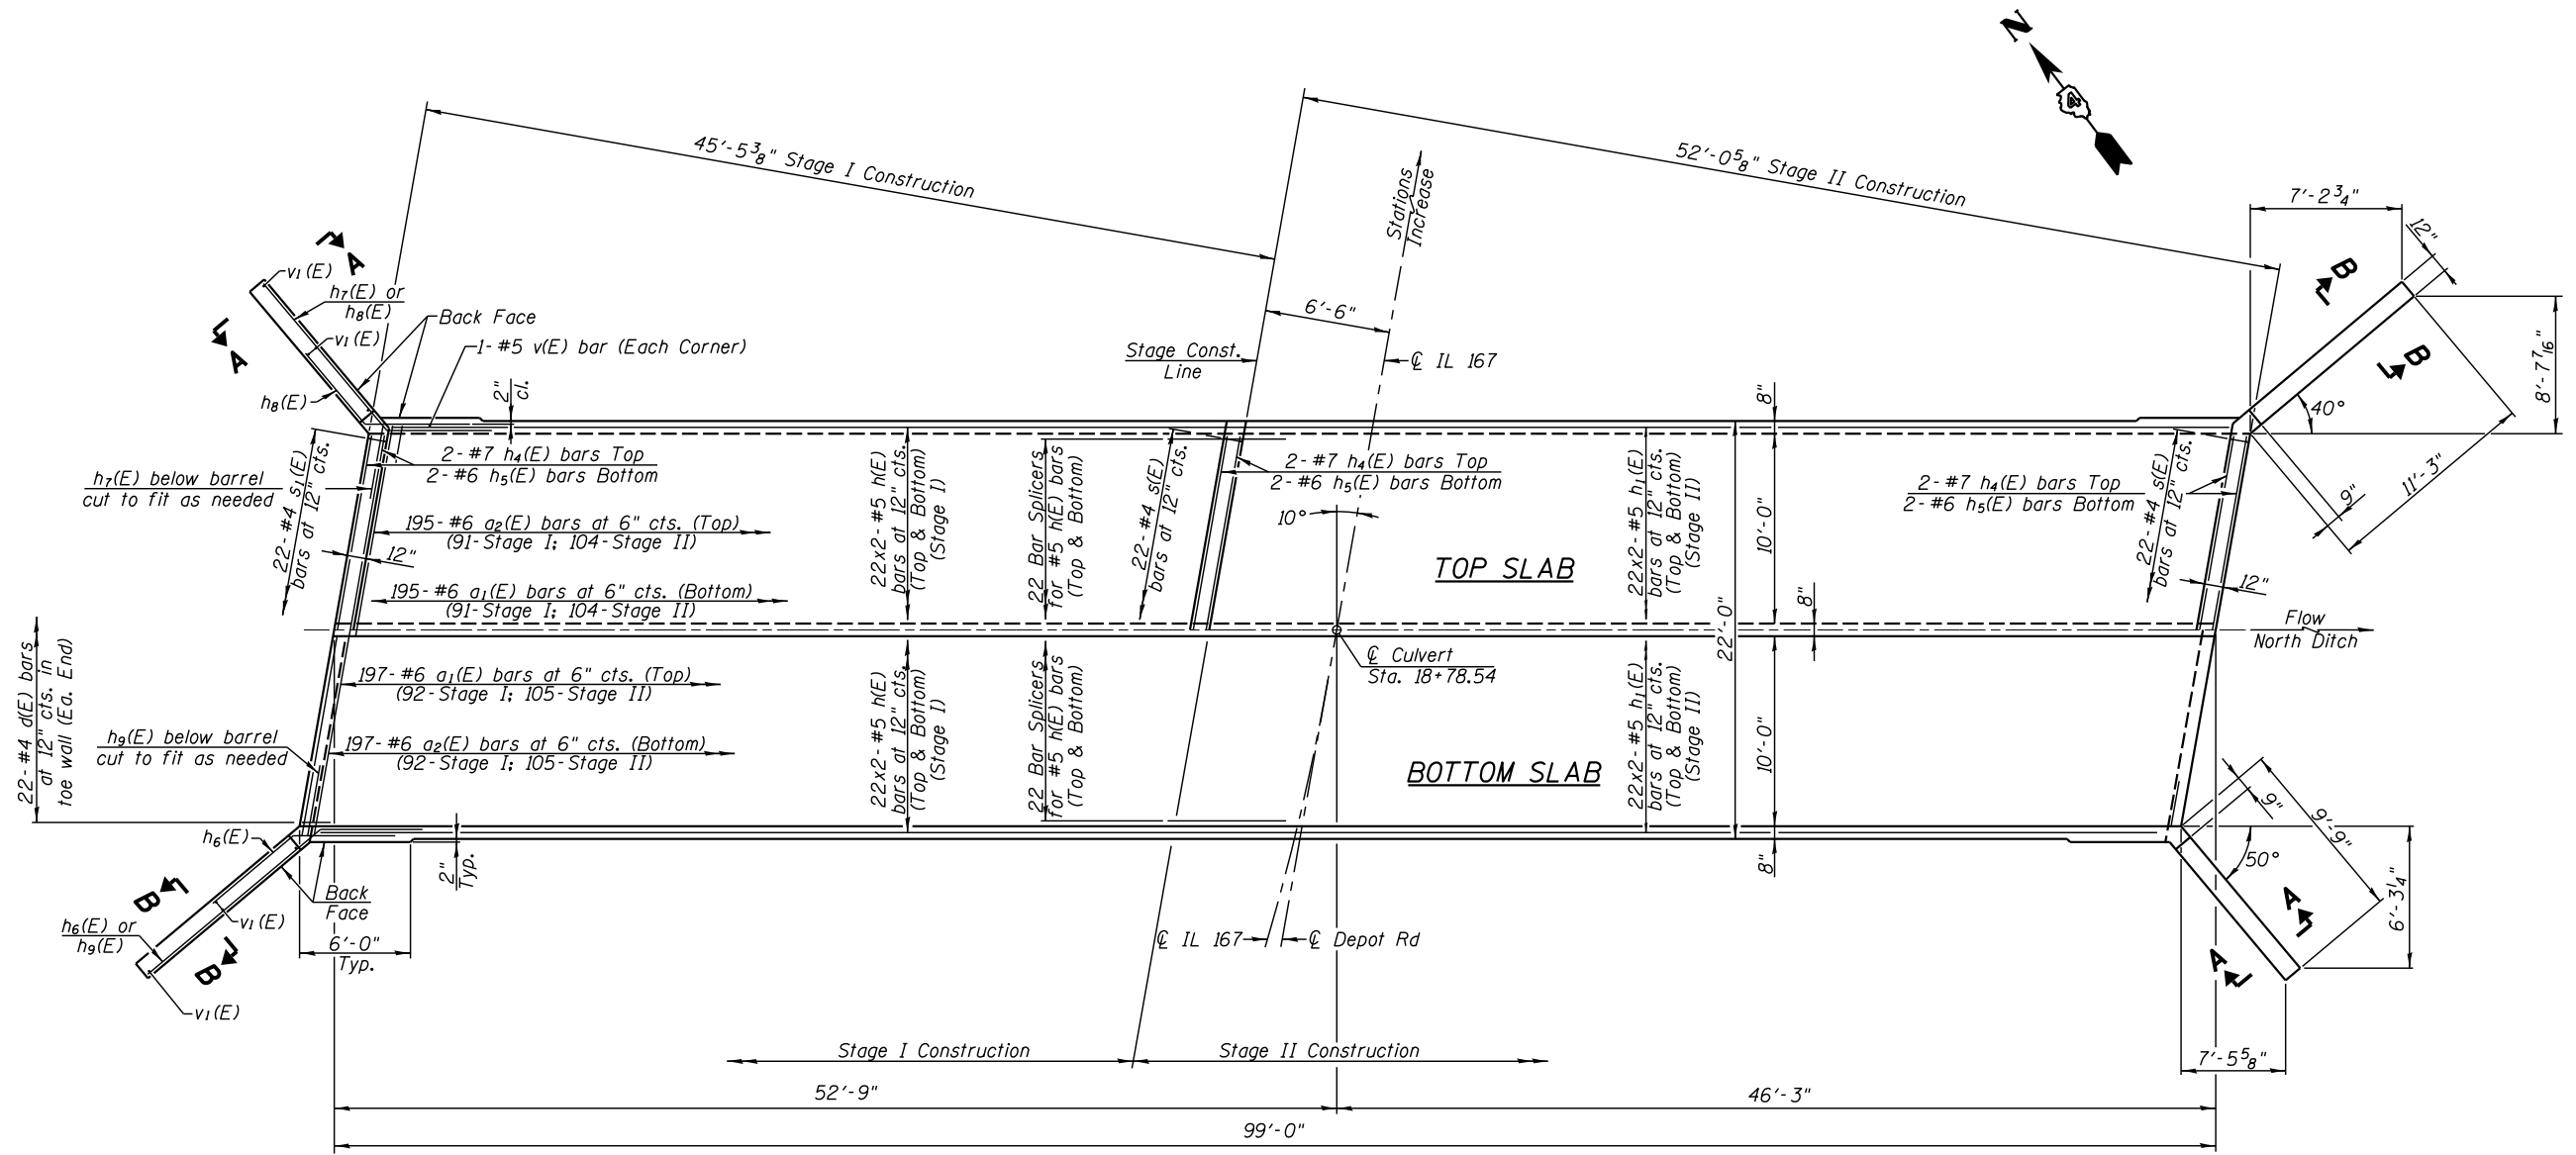 N
45'-5 3/8" Stage I Construction
52'-0 5/8" Stage II Construction
Stations
Increase
7'-2 3/4"
12"
B
B
8'-7 7/16"
40°
11'-3"
9"
A
A
v1(E)
h7(E) or
h8(E)
v1(E)
h8(E)
Back Face
1-#5 v(E) bar (Each Corner)
2"
cl.
6'-6"
Stage Const.
Line
℄ IL 167
8"
22-#4 s1(E)
bars at 12" cts.
2-#7 h4(E) bars Top
2-#6 h5(E) bars Bottom
h7(E) below barrel
cut to fit as needed
195-#6 a2(E) bars at 6" cts. (Top)
(91-Stage I; 104-Stage II)
12"
195-#6 a1(E) bars at 6" cts. (Bottom)
(91-Stage I; 104-Stage II)
22x2-#5 h(E)
bars at 12" cts.
(Top & Bottom)
(Stage I)
22 Bar Splicers
for #5 h(E) bars
(Top & Bottom)
22-#4 s(E)
bars at 12" cts.
2-#7 h4(E) bars Top
2-#6 h5(E) bars Bottom
10°
TOP SLAB
22x2-#5 h1(E)
bars at 12" cts.
(Top & Bottom)
(Stage II)
10'-0"
2-#7 h4(E) bars Top
2-#6 h5(E) bars Bottom
22-#4 s(E)
bars at 12" cts.
12"
8"
22'-0"
Flow
North Ditch
22-#4 d(E) bars
at 12" cts. in
toe wall (Ea. End)
197-#6 a1(E) bars at 6" cts. (Top)
(92-Stage I; 105-Stage II)
h9(E) below barrel
cut to fit as needed
197-#6 a2(E) bars at 6" cts. (Bottom)
(92-Stage I; 105-Stage II)
22x2-#5 h(E)
bars at 12" cts.
(Top & Bottom)
(Stage I)
22 Bar Splicers
for #5 h(E) bars
(Top & Bottom)
℄ Culvert
Sta. 18+78.54
BOTTOM SLAB
22x2-#5 h1(E)
bars at 12" cts.
(Top & Bottom)
(Stage II)
10'-0"
8"
9"
9'-9"
50°
6'-3 1/4"
A
A
7'-5 5/8"
h6(E)
2"
Typ.
B
B
Back
Face
v1(E)
h6(E) or
h9(E)
6'-0"
Typ.
v1(E)
℄ IL 167
℄ Depot Rd
Stage I Construction
Stage II Construction
52'-9"
46'-3"
99'-0"